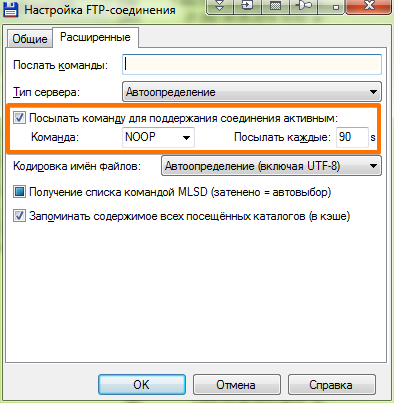 Настройка FTP-соединения
Общие Расширенные
Послать команды:
Тип сервера: Автоопределение
Посылать команду для поддержания соединения активным:
Команда: NOOP Посылать каждые: 90 s
Кодировка имён файлов: Автоопределение (включая UTF-8)
Получение списка командой MLSD (затенено = автовыбор)
Запоминать содержимое всех посещённых каталогов (в кэше)
OK Отмена Справка